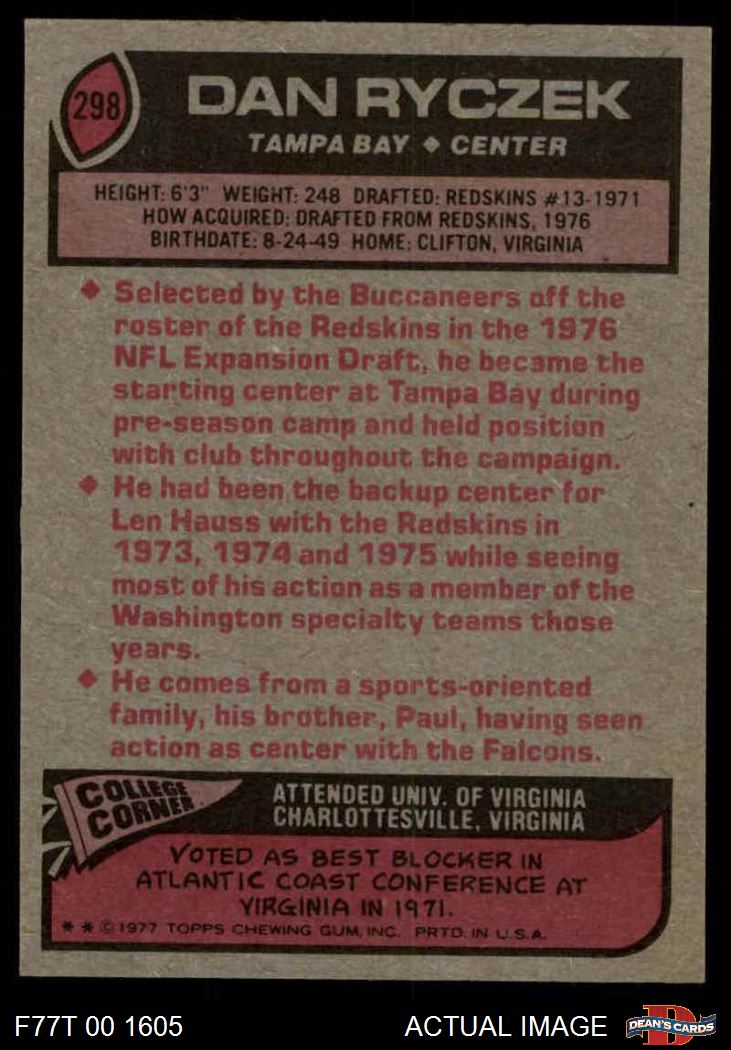 298
DAN RYCZEK
TAMPA BAY ◆ CENTER
HEIGHT: 6'3" WEIGHT: 248 DRAFTED: REDSKINS #13-1971
HOW ACQUIRED: DRAFTED FROM REDSKINS, 1976
BIRTHDATE: 8-24-49 HOME: CLIFTON, VIRGINIA
◆ Selected by the Buccaneers off the
roster of the Redskins in the 1976
NFL Expansion Draft, he became the
starting center at Tampa Bay during
pre-season camp and held position
with club throughout the campaign.
◆ He had been the backup center for
Len Hauss with the Redskins in
1973, 1974 and 1975 while seeing
most of his action as a member of the
Washington specialty teams those
years.
◆ He comes from a sports-oriented
family, his brother, Paul, having seen
action as center with the Falcons.
COLLEGE
CORNER
ATTENDED UNIV. OF VIRGINIA
CHARLOTTESVILLE, VIRGINIA
VOTED AS BEST BLOCKER IN
ATLANTIC COAST CONFERENCE AT
VIRGINIA IN 1971.
* * © 1977 TOPPS CHEWING GUM, INC. PRTD. IN U.S.A.
F77T 00 1605
ACTUAL IMAGE
D
DEAN'S CARDS